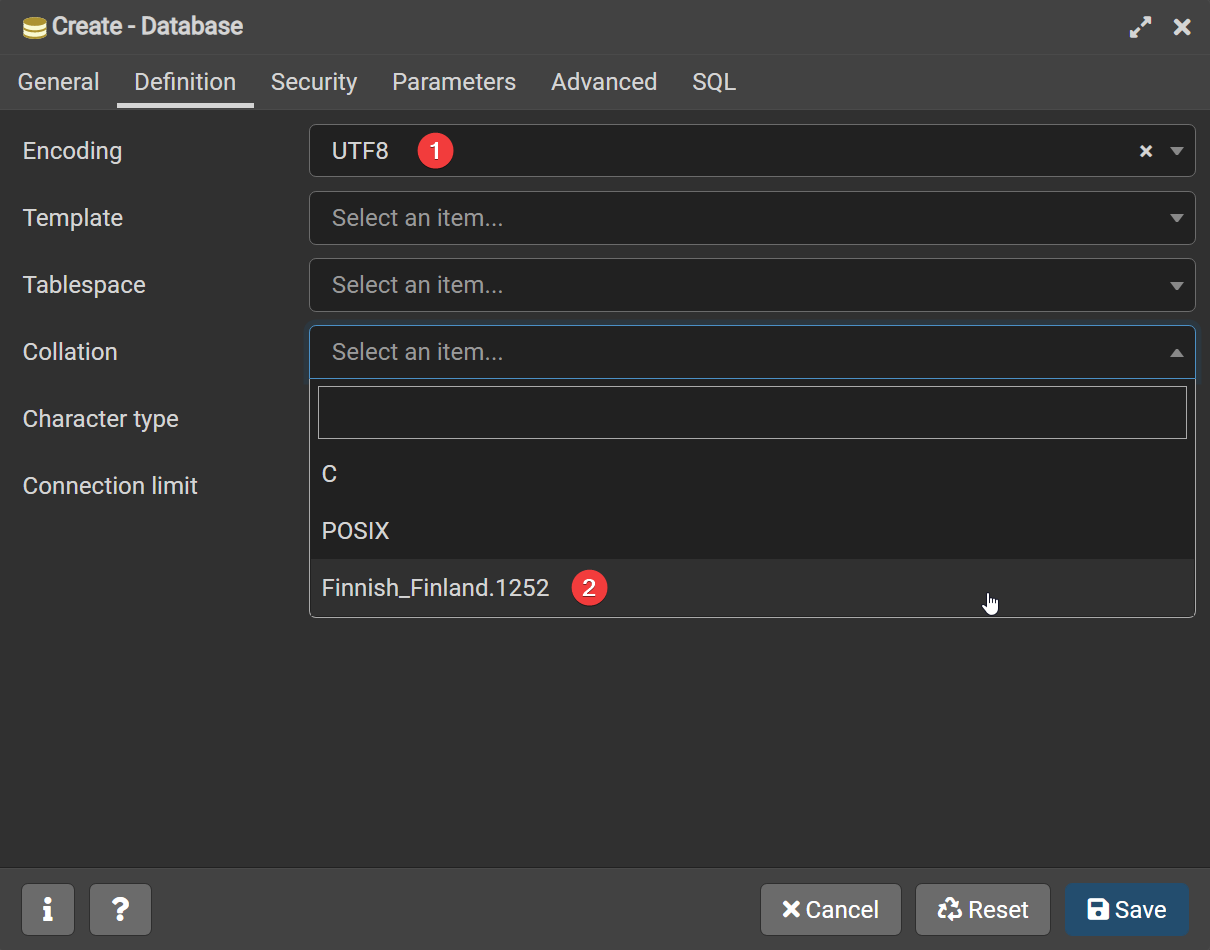 Create - Database
General Definition Security Parameters Advanced SQL
Encoding UTF8 1
Template Select an item...
Tablespace Select an item...
Collation Select an item...
Character type
C
Connection limit
POSIX
Finnish_Finland.1252 2
i ? Cancel Reset Save